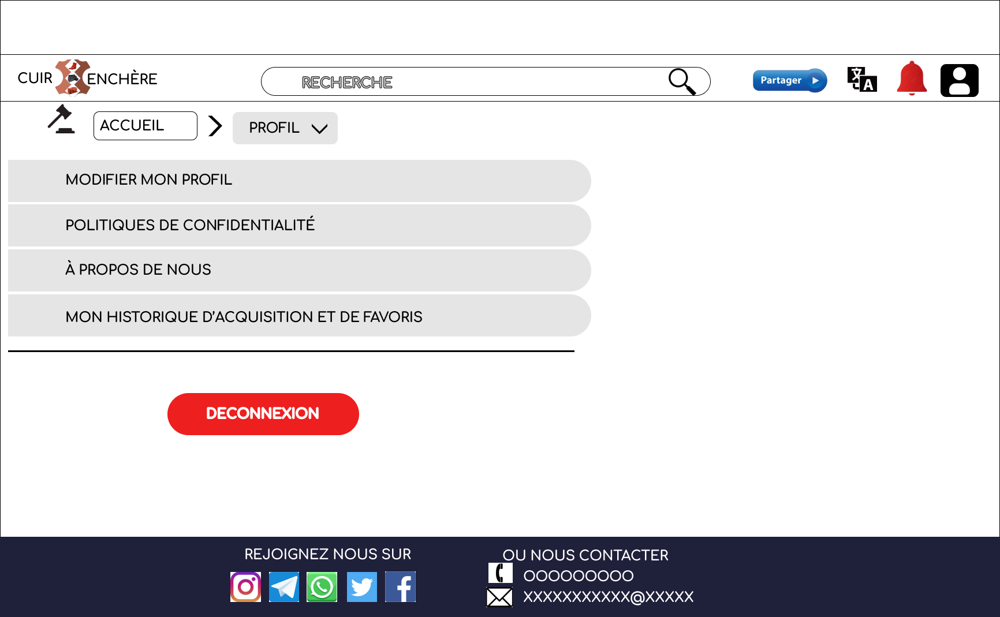 CUIR ENCHÈRE
RECHERCHE
Partager
文 A
ACCUEIL
PROFIL
MODIFIER MON PROFIL
POLITIQUES DE CONFIDENTIALITÉ
À PROPOS DE NOUS
MON HISTORIQUE D’ACQUISITION ET DE FAVORIS
DECONNEXION
REJOIGNEZ NOUS SUR
OU NOUS CONTACTER
OOOOOOOOO
XXXXXXXXXXX@XXXXX